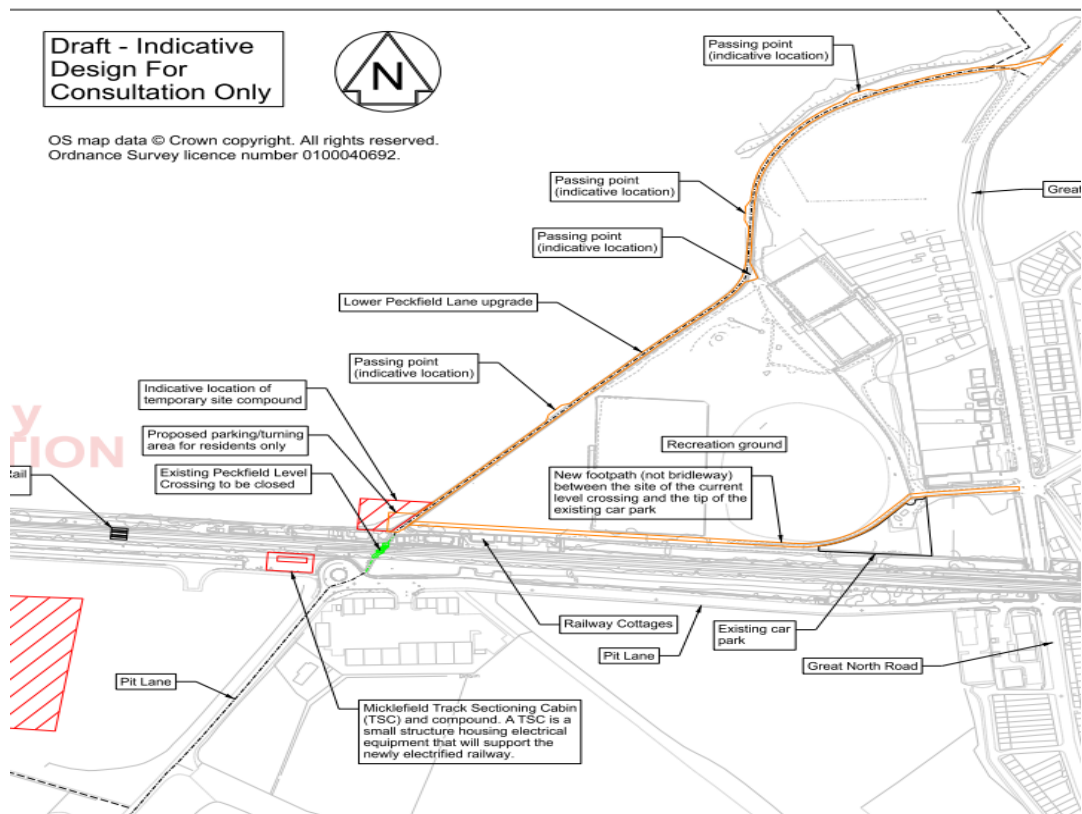 Draft - Indicative
Design For
Consultation Only
N
OS map data © Crown copyright. All rights reserved.
Ordnance Survey licence number 0100040692.
Passing point
(indicative location)
Passing point
(indicative location)
Great
Passing point
(indicative location)
Lower Peckfield Lane upgrade
Passing point
(indicative location)
Indicative location of
temporary site compound
Proposed parking/turning
area for residents only
Existing Peckfield Level
Crossing to be closed
y
TION
Rail
Recreation ground
New footpath (not bridleway)
between the site of the current
level crossing and the tip of the
existing car park
Railway Cottages
Existing car
park
Pit Lane
Great North Road
Pit Lane
Micklefield Track Sectioning Cabin
(TSC) and compound. A TSC is a
small structure housing electrical
equipment that will support the
newly electrified railway.